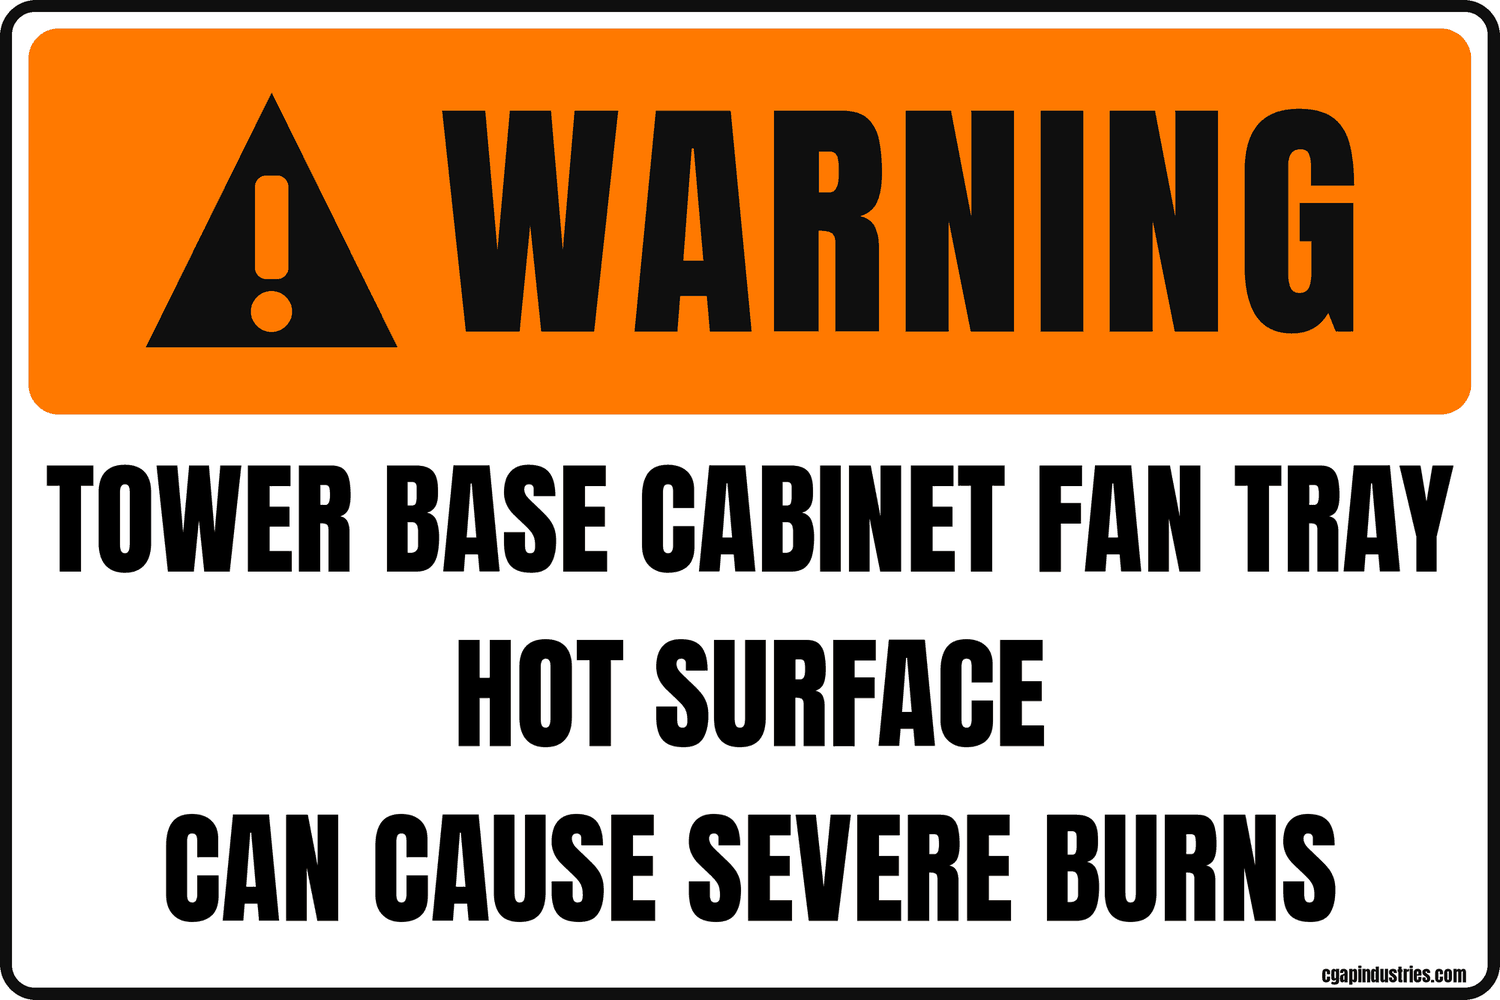 WARNING
TOWER BASE CABINET FAN TRAY
HOT SURFACE
CAN CAUSE SEVERE BURNS
cgapindustries.com